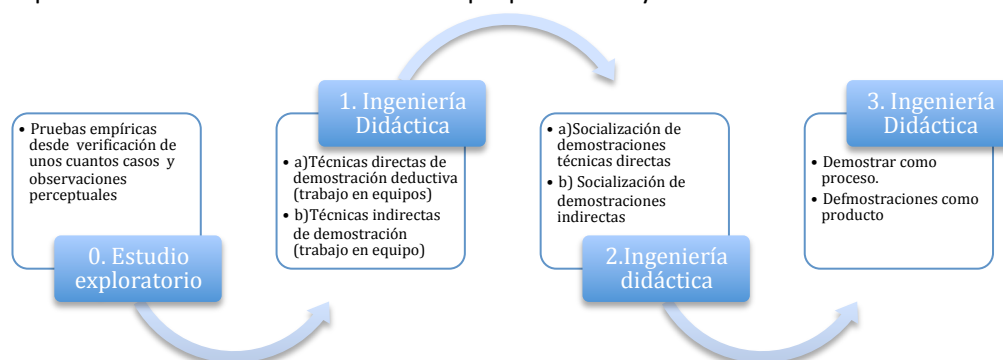 • Pruebas empíricas
desde verificación de
unos cuantos casos y
observaciones
perceptuales
0. Estudio
exploratorio
1. Ingeniería
Didáctica
• a)Técnicas directas de
demostración deductiva
(trabajo en equipos)
• b)Técnicas indirectas
de demostración
(trabajo en equipo)
• a)Socialización de
demostraciones
técnicas directas
• b) Socialización de
demostraciones
indirectas
2.Ingeniería
didáctica
3. Ingeniería
Didáctica
• Demostrar como
proceso.
• Defmostraciones como
producto